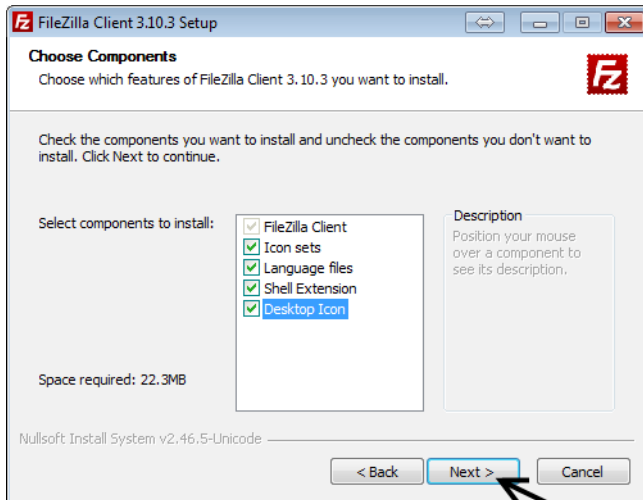 FileZilla Client 3.10.3 Setup
Choose Components
Choose which features of FileZilla Client 3.10.3 you want to install.
Fz
Check the components you want to install and uncheck the components you don't want to
install. Click Next to continue.
Select components to install:
FileZilla Client
Icon sets
Language files
Shell Extension
Desktop Icon
Description
Position your mouse
over a component to
see its description.
Space required: 22.3MB
Nullsoft Install System v2.46.5-Unicode
< Back
Next >
Cancel